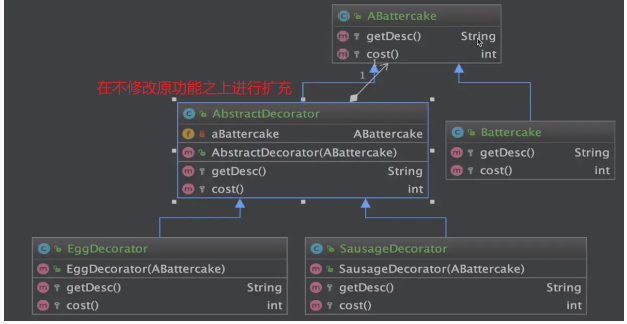 ABattercake
getDesc() String
cost() int
1
在不修改原功能之上进行扩充
AbstractDecorator
aBattercake ABattercake
AbstractDecorator(ABattercake)
getDesc() String
cost() int
Battercake
getDesc() String
cost() int
EggDecorator
EggDecorator(ABattercake)
getDesc() String
cost() int
SausageDecorator
SausageDecorator(ABattercake)
getDesc() String
cost() int